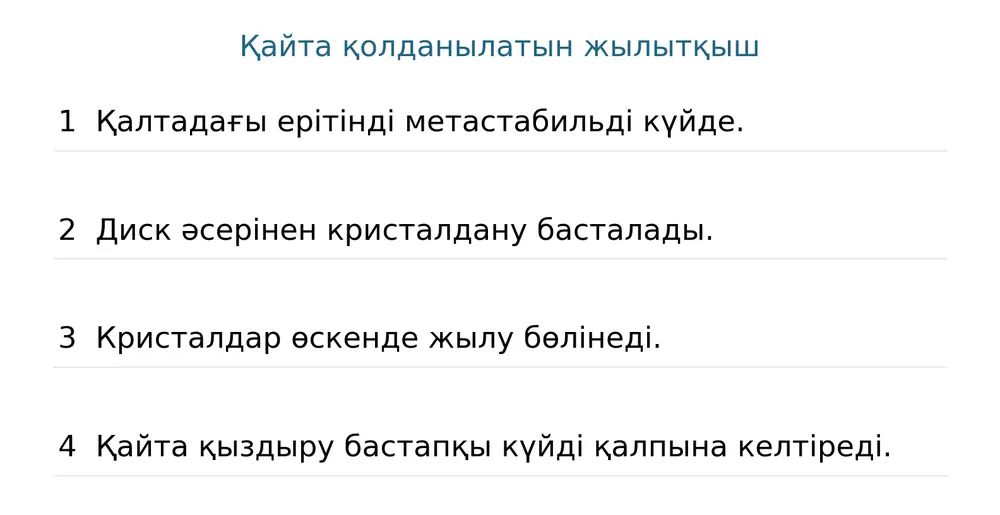 Қайта қолданылатын жылытқыш
1 Қалтадағы ерітінді метастабильді күйде.
2 Диск әсерінен кристалдану басталады.
3 Кристалдар өскенде жылу бөлінеді.
4 Қайта қыздыру бастапқы күйді қалпына келтіреді.